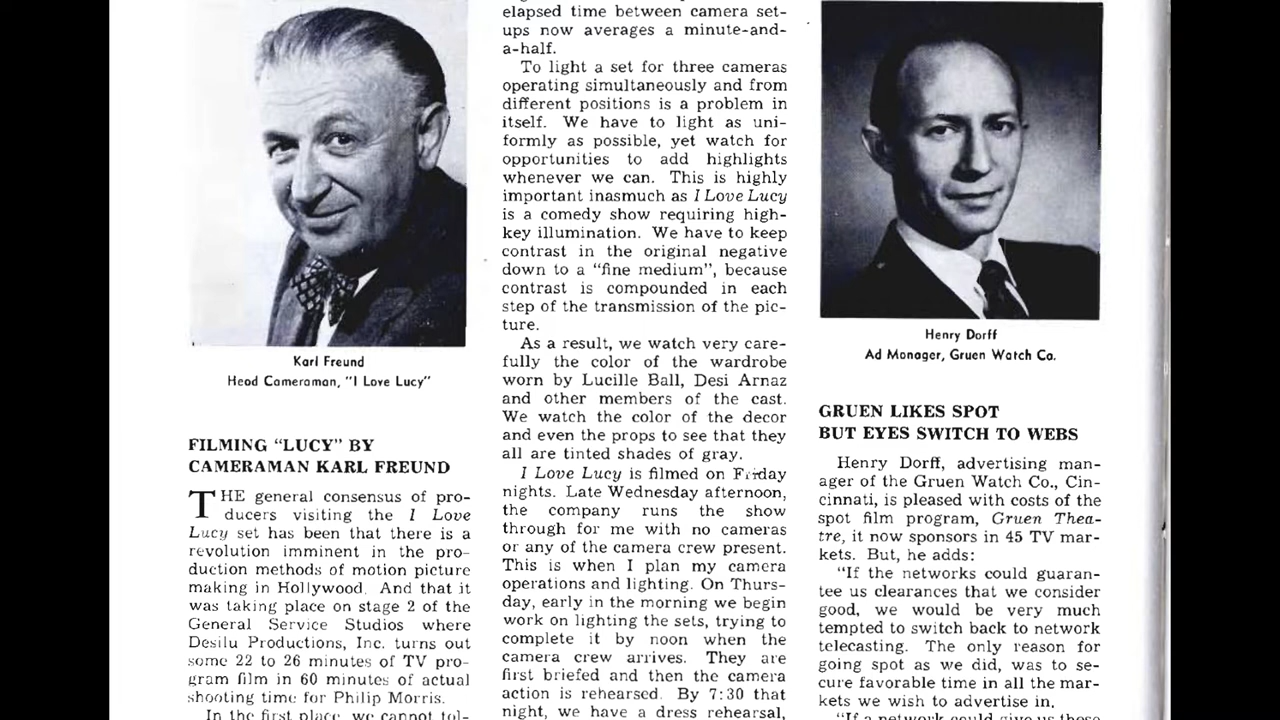 Karl Freund
Head Cameraman, "I Love Lucy"
FILMING "LUCY" BY
CAMERAMAN KARL FREUND
THE general consensus of pro-
ducers visiting the I Love
Lucy set has been that there is a
revolution imminent in the pro-
duction methods of motion picture
making in Hollywood. And that it
was taking place on stage 2 of the
General Service Studios where
Desilu Productions, Inc. turns out
some 22 to 26 minutes of TV pro-
gram film in 60 minutes of actual
shooting time for Philip Morris.
In the first place, we cannot tol-
elapsed time between camera set-
ups now averages a minute-and-
a-half.
To light a set for three cameras
operating simultaneously and from
different positions is a problem in
itself. We have to light as uni-
formly as possible, yet watch for
opportunities to add highlights
whenever we can. This is highly
important inasmuch as I Love Lucy
is a comedy show requiring high-
key illumination. We have to keep
contrast in the original negative
down to a "fine medium", because
contrast is compounded in each
step of the transmission of the pic-
ture.
As a result, we watch very care-
fully the color of the wardrobe
worn by Lucille Ball, Desi Arnaz
and other members of the cast.
We watch the color of the decor
and even the props to see that they
all are tinted shades of gray.
I Love Lucy is filmed on Friday
nights. Late Wednesday afternoon,
the company runs the show
through for me with no cameras
or any of the camera crew present.
This is when I plan my camera
operations and lighting. On Thurs-
day, early in the morning we begin
work on lighting the sets, trying to
complete it by noon when the
camera crew arrives. They are
first briefed and then the camera
action is rehearsed. By 7:30 that
night, we have a dress rehearsal,
Henry Dorff
Ad Manager, Gruen Watch Co.
GRUEN LIKES SPOT
BUT EYES SWITCH TO WEBS
Henry Dorff, advertising man-
ager of the Gruen Watch Co., Cin-
cinnati, is pleased with costs of the
spot film program, Gruen Thea-
tre, it now sponsors in 45 TV mar-
kets. But, he adds:
"If the networks could guaran-
tee us clearances that we consider
good, we would be very much
tempted to switch back to network
telecasting. The only reason for
going spot as we did, was to se-
cure favorable time in all the mar-
kets we wish to advertise in.
"If a network could give us these